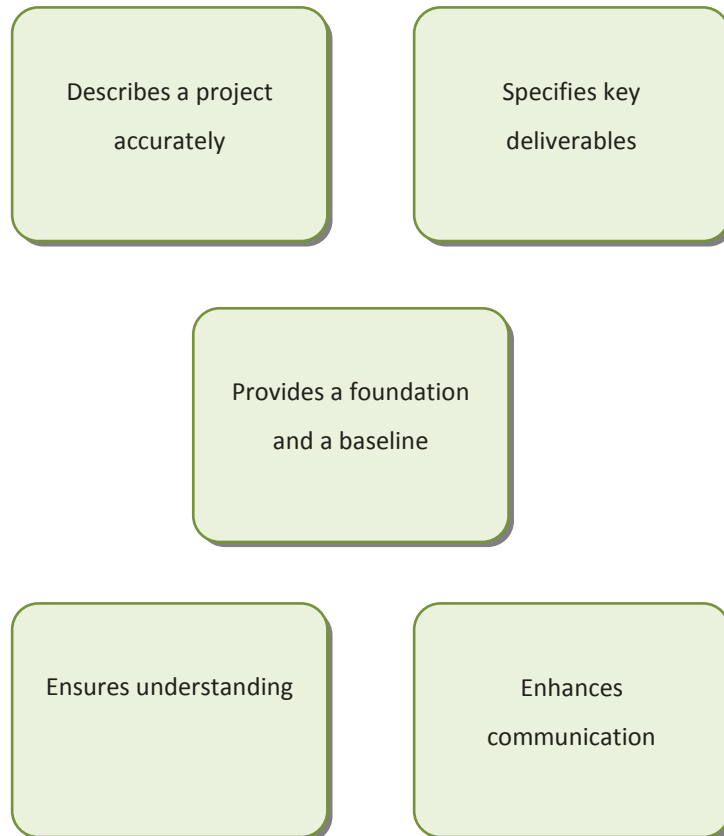 Describes a project
accurately
Specifies key
deliverables
Provides a foundation
and a baseline
Ensures understanding
Enhances
communication